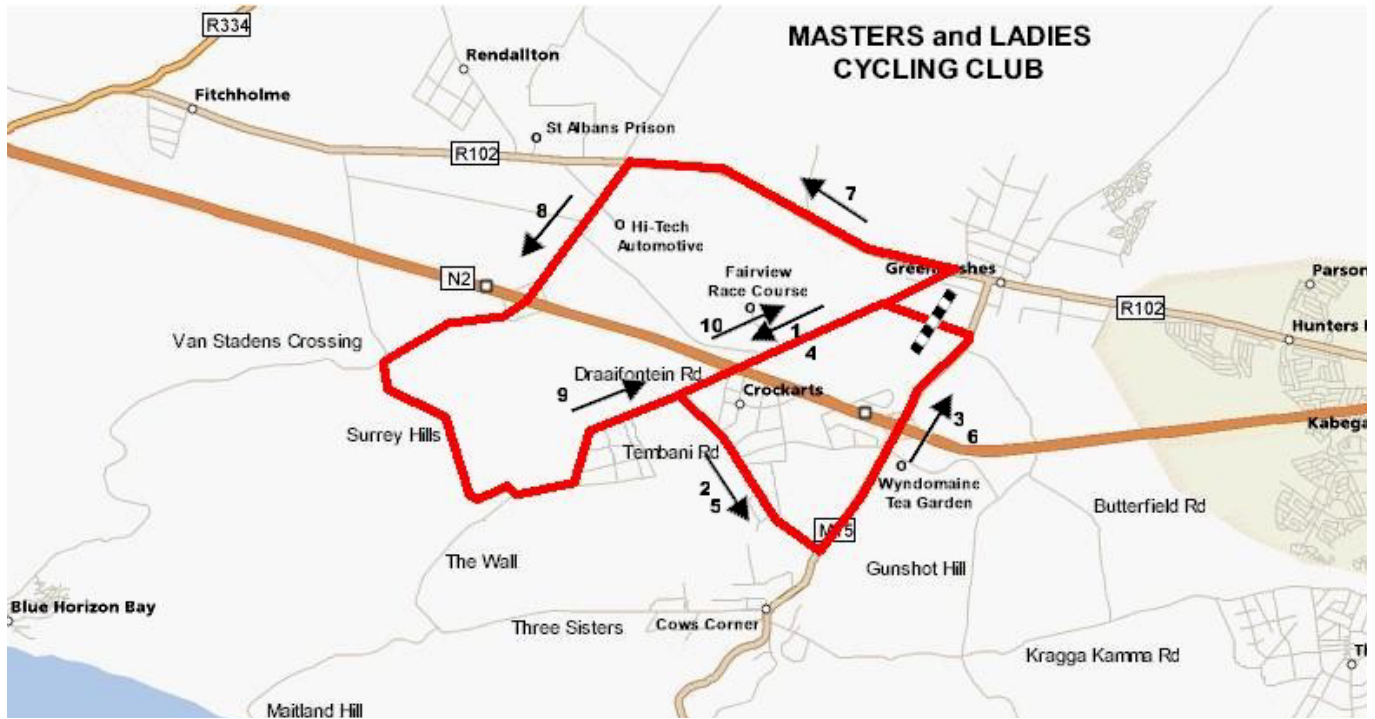 MASTERS and LADIES
CYCLING CLUB
R334
Rendallton
Fitchholme
St Albans Prison
R102
7
8
Hi-Tech
Automotive
Fairview
Race Course
N2
10
1
4
R102
Parson
Hunters
Van Stadens Crossing
Draaifontein Rd
9
Crockarts
3
6
Kabega
Surrey Hills
Tembani Rd
2
5
Wyndomaine
Tea Garden
Butterfield Rd
The Wall
Gunshot Hill
Blue Horizon Bay
Three Sisters
Cows Corner
Kragga Kamma Rd
Maitland Hill